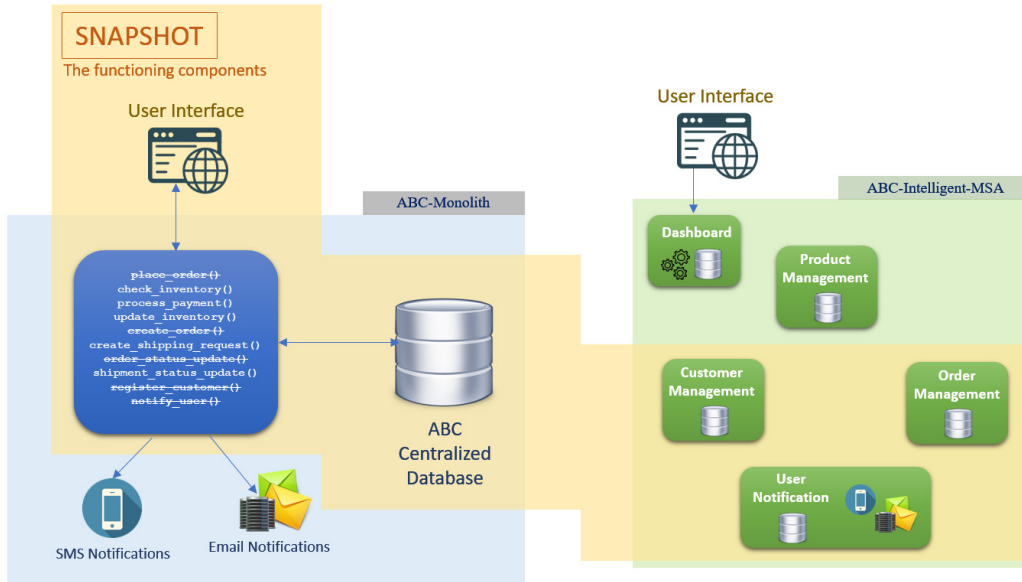 SNAPSHOT
The functioning components
User Interface
ABC-Monolith
place_order()
check_inventory()
process_payment()
update_inventory()
create_order()
create_shipping_request()
order_status_update()
shipment_status_update()
register_customer()
notify_user()
ABC
Centralized
Database
SMS Notifications
Email Notifications
User Interface
ABC-Intelligent-MSA
Dashboard
Product
Management
Customer
Management
Order
Management
User
Notification